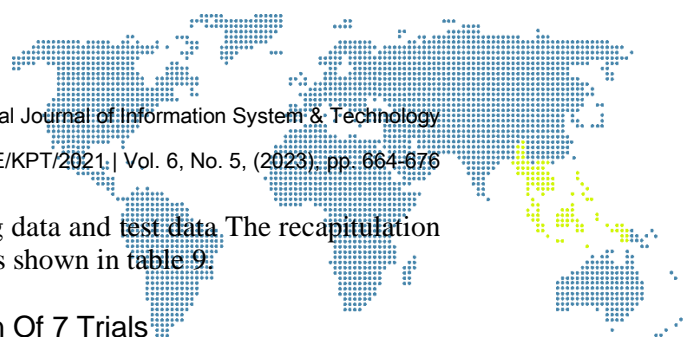 al Journal of Information System & Technology
E/KPT/2021 | Vol. 6, No. 5, (2023), pp. 664-676
g data and test data The recapitulation
s shown in table 9.
n Of 7 Trials